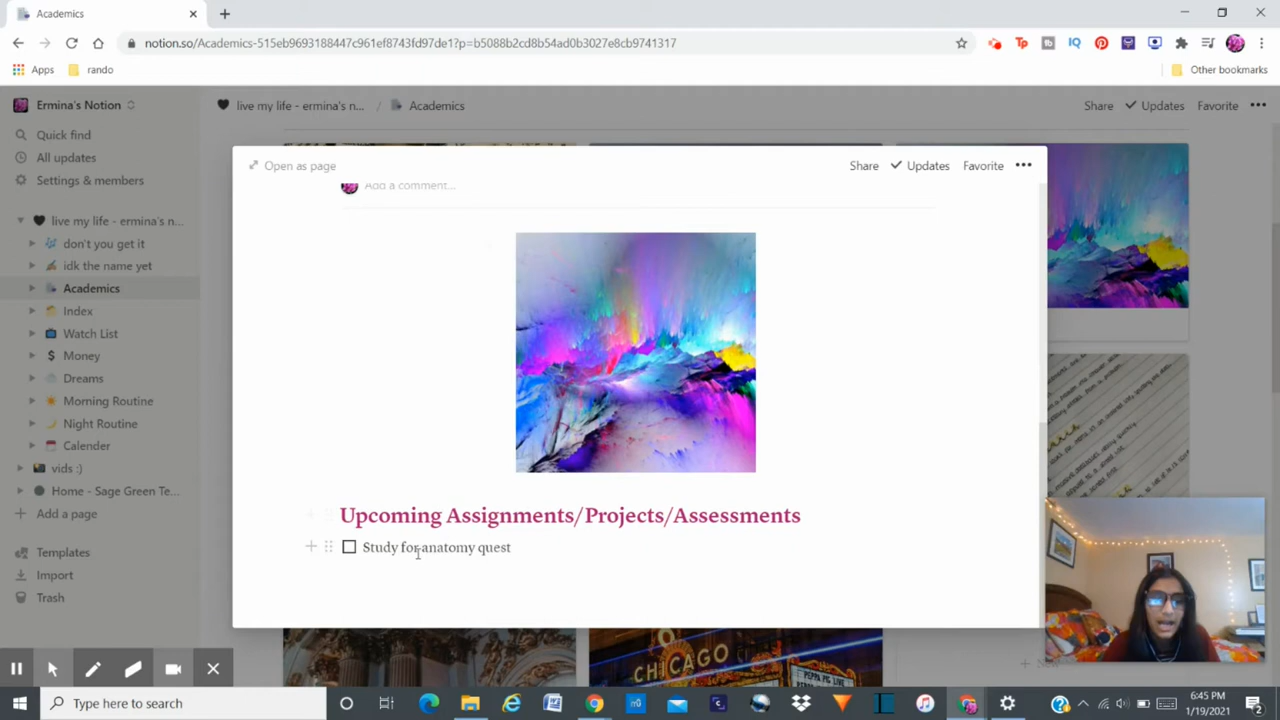 Academics
notion.so/Academics-515eb9693188447c961ef8743fd97de1?p=b5088b2cd8b54ad0b3027e8cb9741317
Apps
rando
Other bookmarks
Ermina's Notion
live my life - ermina's n...
/
Academics
Share
Updates
Favorite
Quick find
All updates
Settings & members
live my life - ermina's n...
don't you get it
idk the name yet
Academics
Index
Watch List
Money
Dreams
Morning Routine
Night Routine
Calender
vids :)
Home - Sage Green Te...
Add a page
Templates
Import
Trash
Open as page
Share
Updates
Favorite
Add a comment...
Upcoming Assignments/Projects/Assessments
Study for anatomy quest
CHICAGO
PEPPA PIG LIVE
Type here to search
6:45 PM
1/19/2021